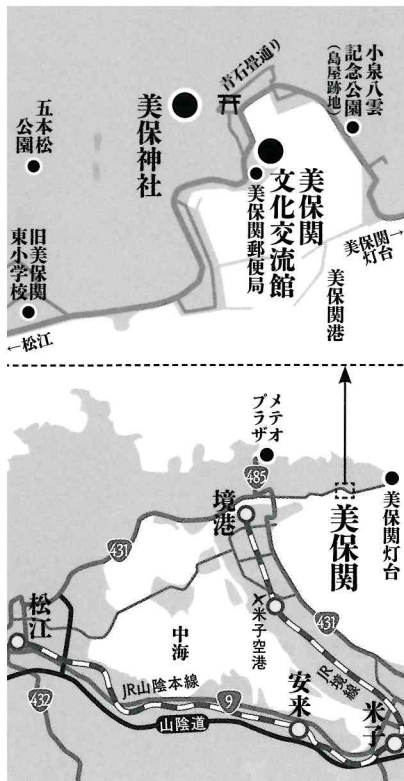 小泉八雲
記念公園
(島屋跡地)
青石畳通り
美保神社
五本松
公園
美保関
文化交流館
美保関郵便局
美保関→
灯台
美保関港
旧美保関
東小学校
←松江
メテオ
プラザ
485
美保関灯台
境港
美保関
431
松江
中海
米子空港
431
JR境線
JR山陰本線
9
安来
米子
432
山陰道